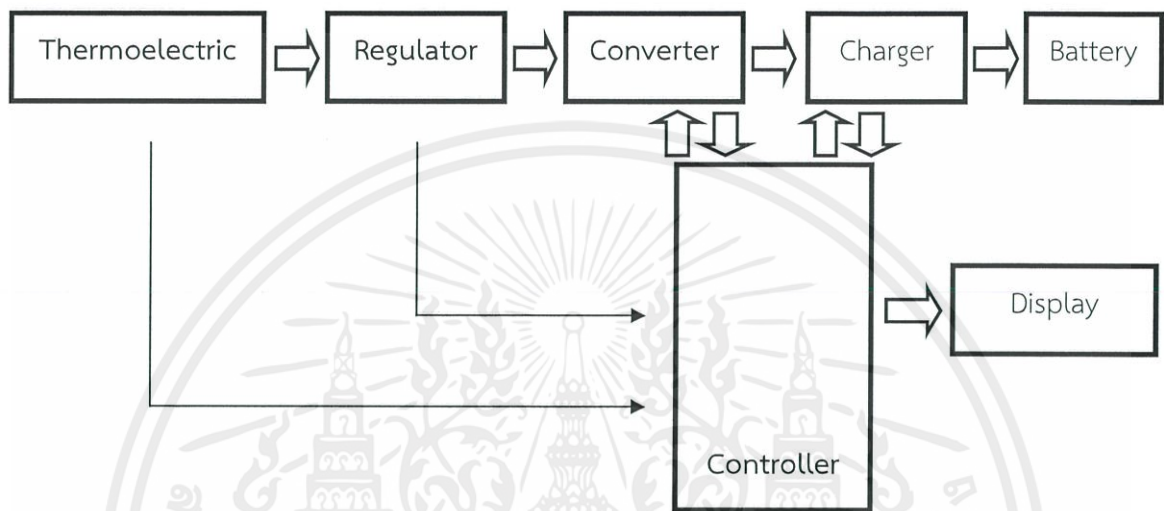 Thermoelectric
Regulator
Converter
Charger
Battery
Display
Controller